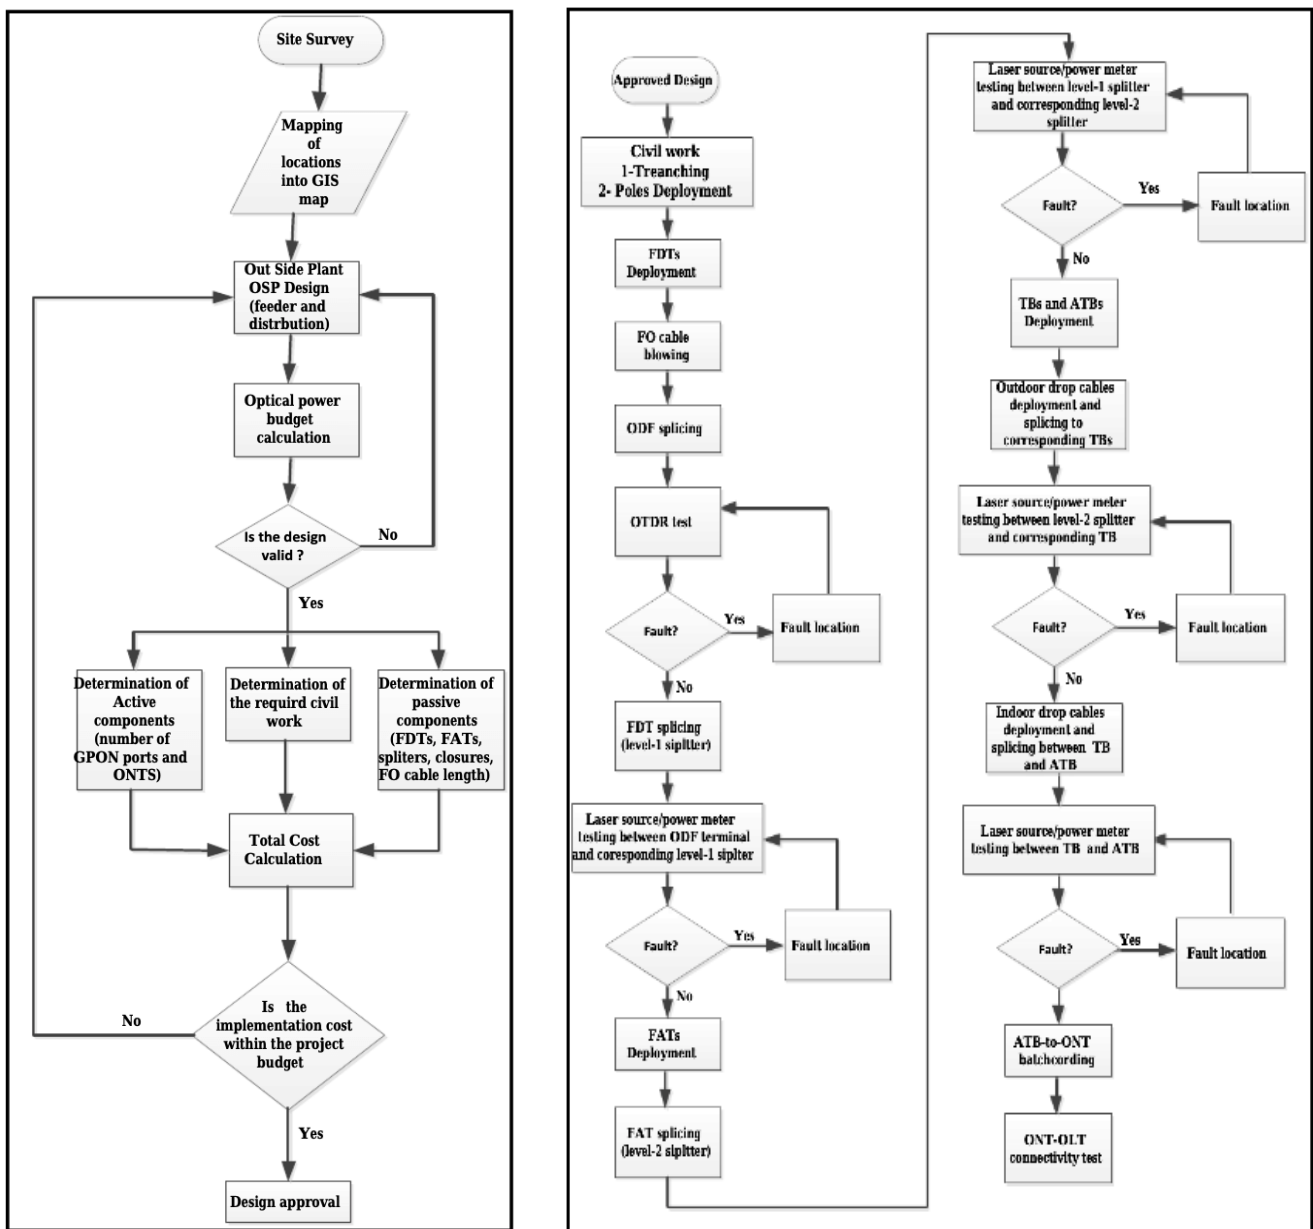 Site Survey
Mapping
of
locations
into GIS
map
Out Side Plant
OSP Design
(feeder and
distrbution)
Optical power
budget
calculation
Is the design
valid ?
No
Yes
Determination of
Active
components
(number of
GPON ports and
ONTS)
Determination of
the requird civil
work
Determination of
passive
components
(FDTs, FATs,
spliters, closures,
FO cable length)
Total Cost
Calculation
Is the
implementation cost
within the project
budget
No
Yes
Design approval
Approved Design
Civil work
1-Treanching
2- Poles Deployment
FDTs
Deployment
FO cable
blowing
ODF splicing
OTDR test
Fault?
Yes
Fault location
No
FDT splicing
(level-1 siplitter)
Laser source/power meter
testing between ODF terminal
and coresponding level-1 siplter
Fault?
Yes
Fault location
No
FATs
Deployment
FAT splicing
(level-2 siplitter)
Laser source/power meter
testing between level-1 splitter
and corresponding level-2
splitter
Fault?
Yes
Fault location
No
TBs and ATBs
Deployment
Outdoor drop cables
deployment and
splicing to
corresponding TBs
Laser source/power meter
testing between level-2 splitter
and corresponding TB
Fault?
Yes
Fault location
No
Indoor drop cables
deployment and
splicing between TB
and ATB
Laser source/power meter
testing between TB and ATB
Fault?
Yes
Fault location
ATB-to-ONT
batchcording
ONT-OLT
connectivity test